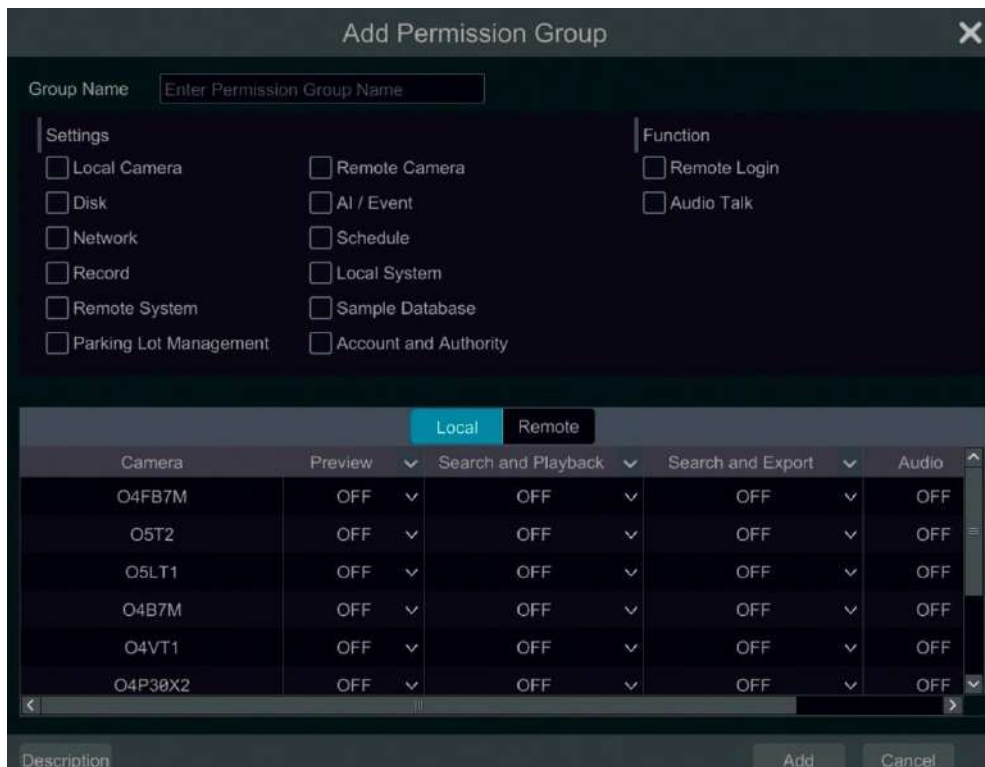 Add Permission Group
Group Name Enter Permission Group Name
Settings Function
Local Camera Remote Camera Remote Login
Disk AI / Event Audio Talk
Network Schedule
Record Local System
Remote System Sample Database
Parking Lot Management Account and Authority
Local Remote
Camera Preview Search and Playback Search and Export Audio
O4FB7M OFF OFF OFF OFF
O5T2 OFF OFF OFF OFF
O5LT1 OFF OFF OFF OFF
O4B7M OFF OFF OFF OFF
O4VT1 OFF OFF OFF OFF
O4P30X2 OFF OFF OFF OFF
Description Add Cancel